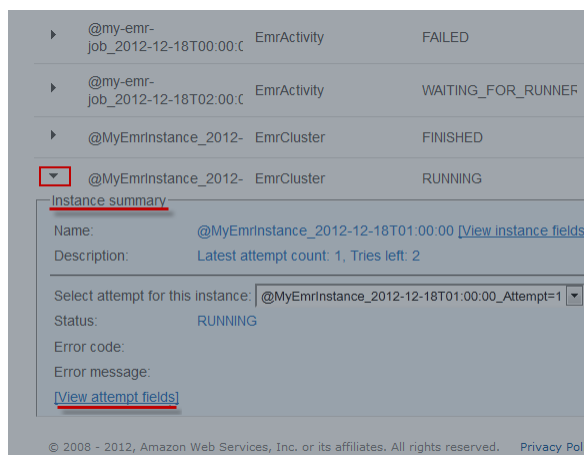 @my-emr-
job_2012-12-18T00:00:0 EmrActivity FAILED
@my-emr-
job_2012-12-18T02:00:0 EmrActivity WAITING_FOR_RUNNER
@MyEmrInstance_2012- EmrCluster FINISHED
@MyEmrInstance_2012- EmrCluster RUNNING
Instance summary
Name: @MyEmrInstance_2012-12-18T01:00:00 [View instance fields
Description: Latest attempt count: 1, Tries left: 2
Select attempt for this instance: @MyEmrInstance_2012-12-18T01:00:00_Attempt=1
Status: RUNNING
Error code:
Error message:
[View attempt fields]
© 2008 - 2012, Amazon Web Services, Inc. or its affiliates. All rights reserved. Privacy Pol